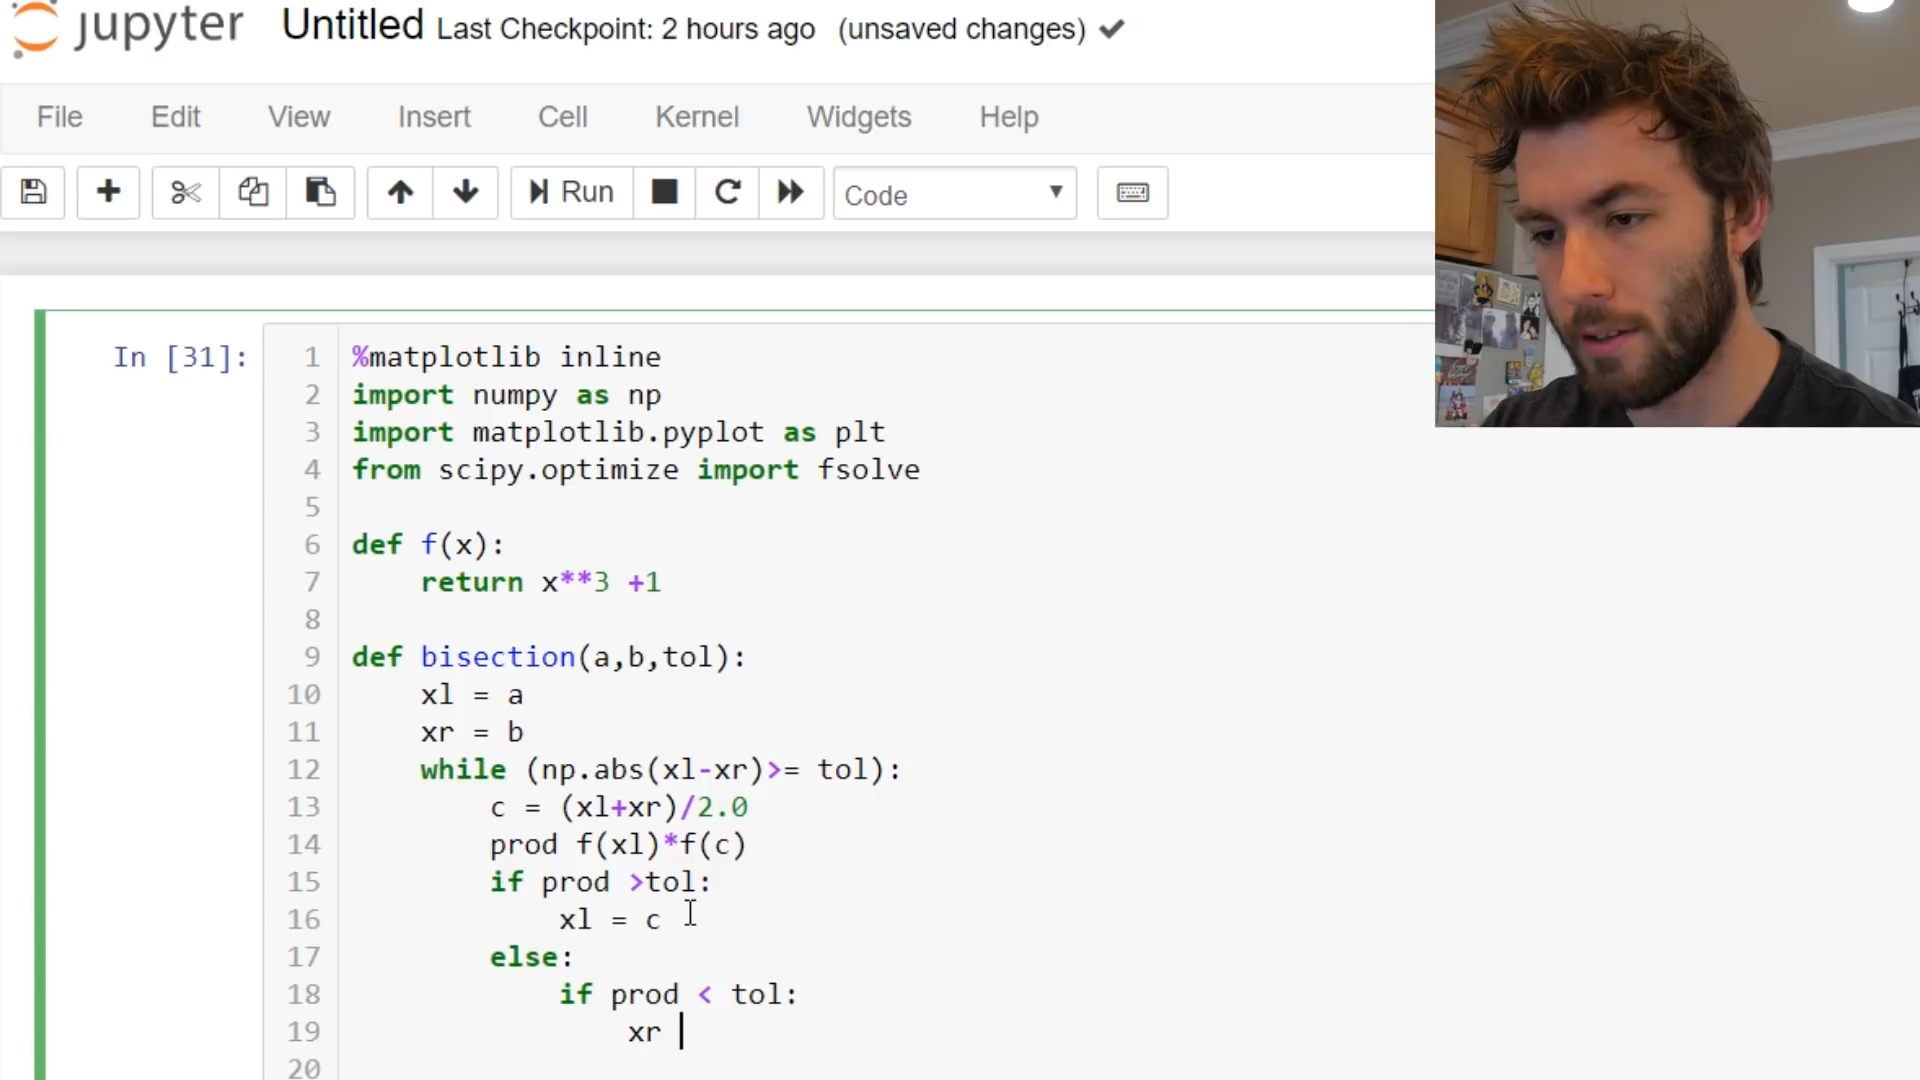 jupyter Untitled Last Checkpoint: 2 hours ago (unsaved changes)
File Edit View Insert Cell Kernel Widgets Help
Run Code
In [31]:
1 %matplotlib inline
2 import numpy as np
3 import matplotlib.pyplot as plt
4 from scipy.optimize import fsolve
5
6 def f(x):
7 return x**3 +1
8
9 def bisection(a,b,tol):
10 xl = a
11 xr = b
12 while (np.abs(xl-xr)>= tol):
13 c = (xl+xr)/2.0
14 prod f(xl)*f(c)
15 if prod >tol:
16 xl = c
17 else:
18 if prod < tol:
19 xr
20